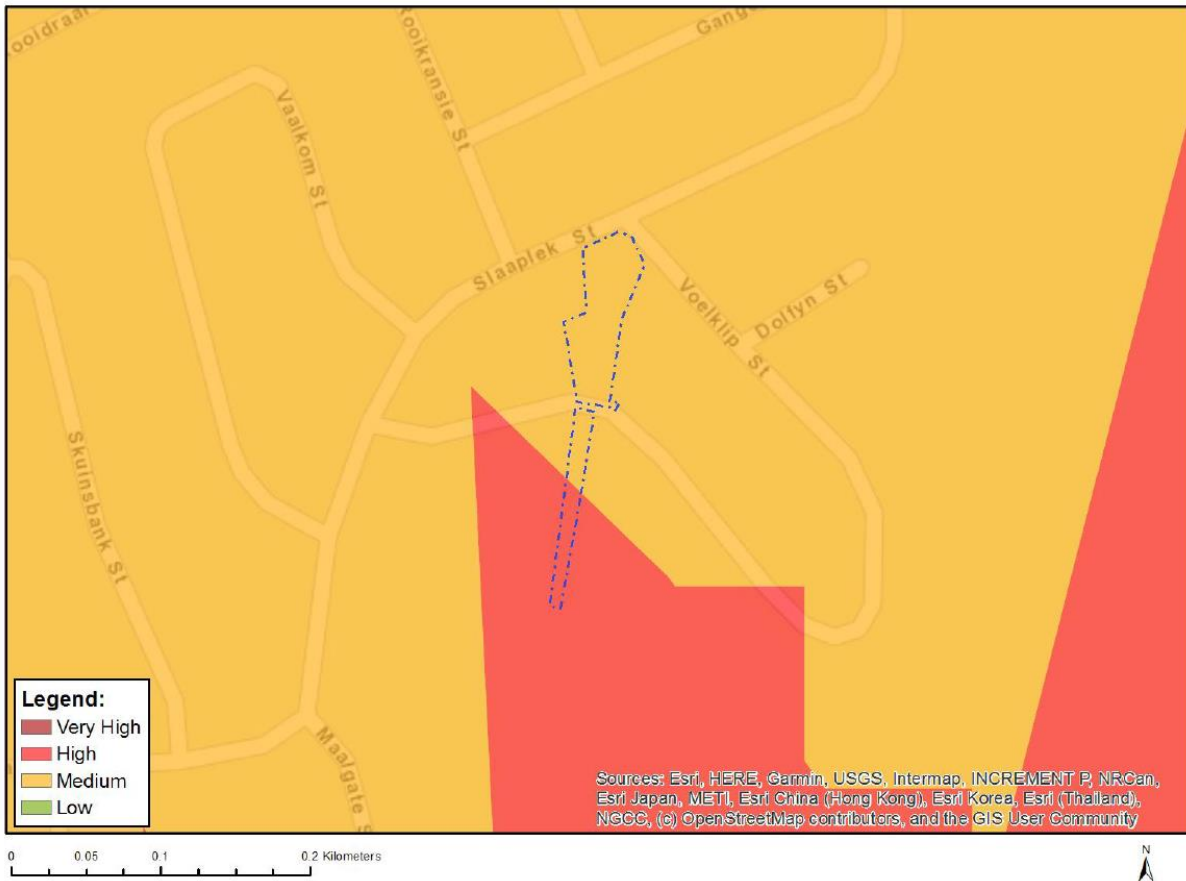 Rooikransie St
Vaalkom St
Slaaplek St
Voelklip St
Dolfyn St
Skuinsbank St
Maalgate S
Legend:
Very High
High
Medium
Low
Sources: Esri, HERE, Garmin, USGS, Intermap, INCREMENT P, NRCan,
Esri Japan, METI, Esri China (Hong Kong), Esri Korea, Esri (Thailand),
NGCC, (c) OpenStreetMap contributors, and the GIS User Community
0 0.05 0.1 0.2 Kilometers
N